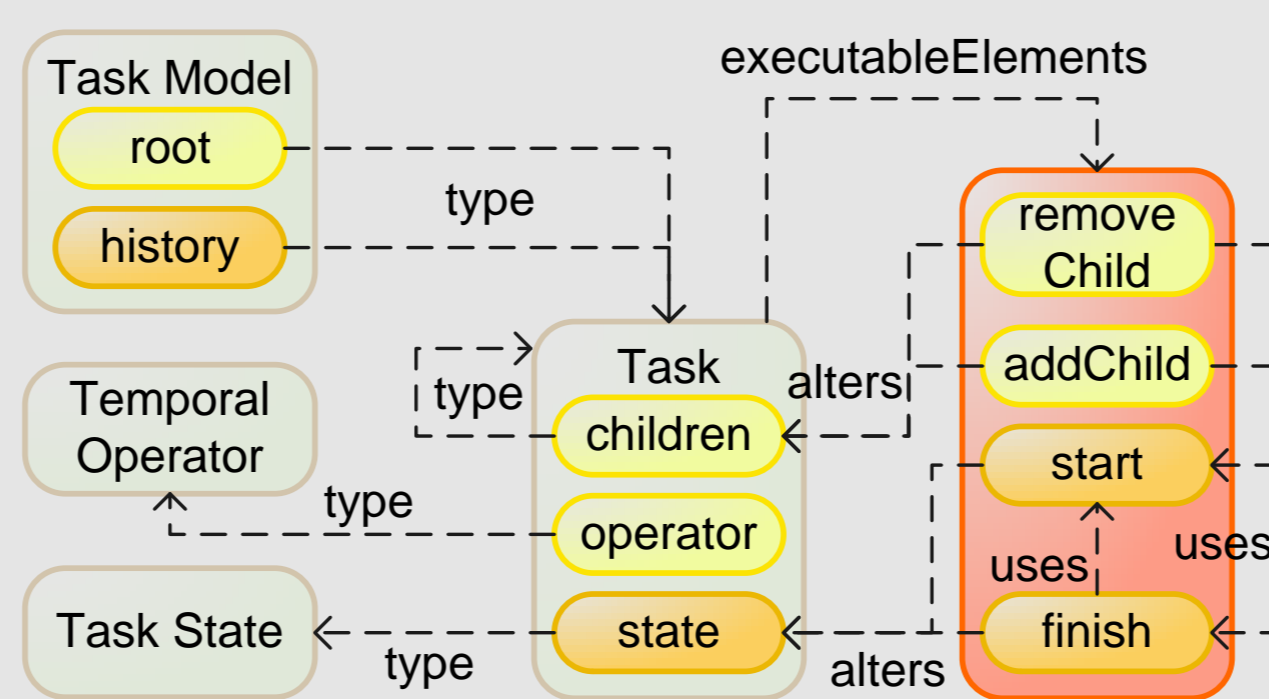 executableElements
Task Model
root
type
history
remove
Child
Task
addChild
type
alters
Temporal
Operator
children
start
type
operator
uses
uses
Task State
state
finish
type
alters